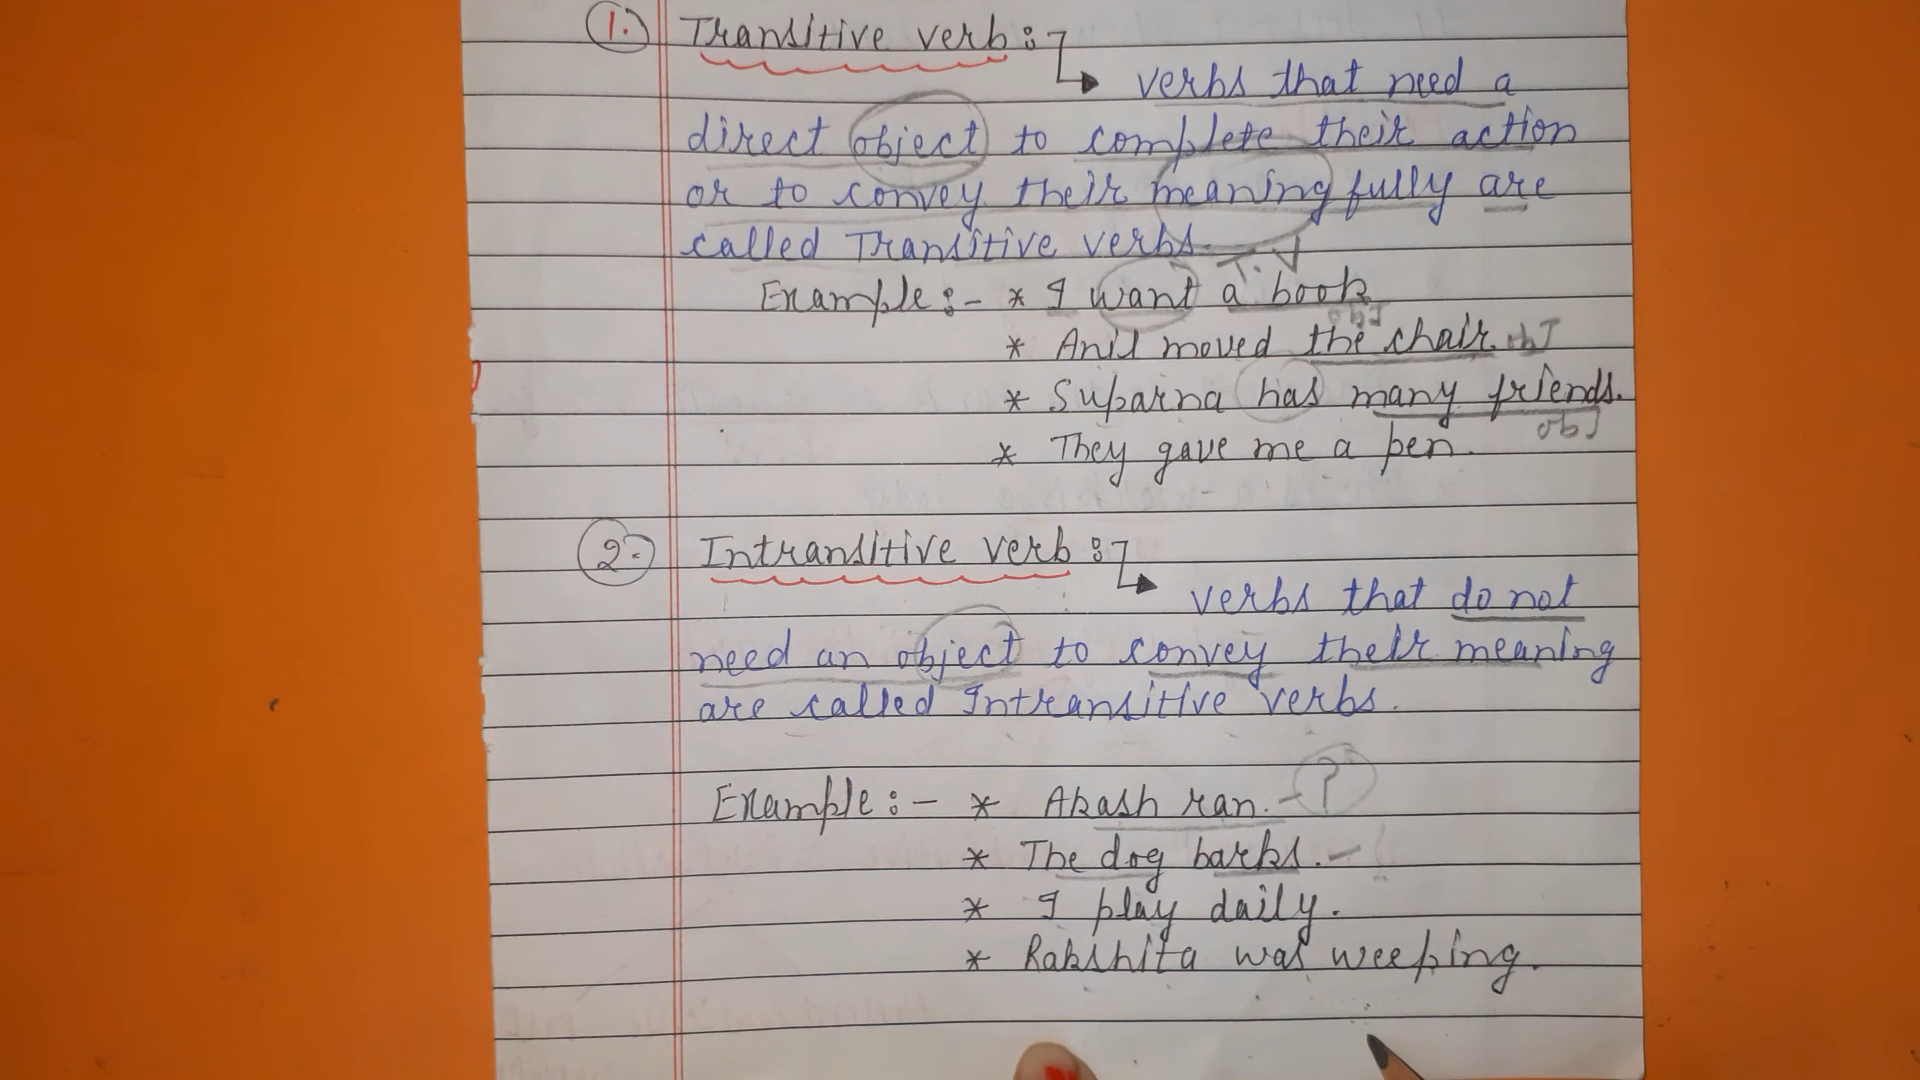 1. Transitive verb :
verbs that need a
direct object to complete their action
or to convey their meaning fully are
called Transitive verbs.
T.V
Example :- * I want a book
obj
* Anil moved the chair. obj
* Suparna has many friends.
obj
* They gave me a pen.
2. Intransitive verb :
verbs that do not
need an object to convey their meaning
are called Intransitive verbs.
Example :- * Akash ran. - ?
* The dog barks. -
* I play daily.
* Rakshita was weeping.